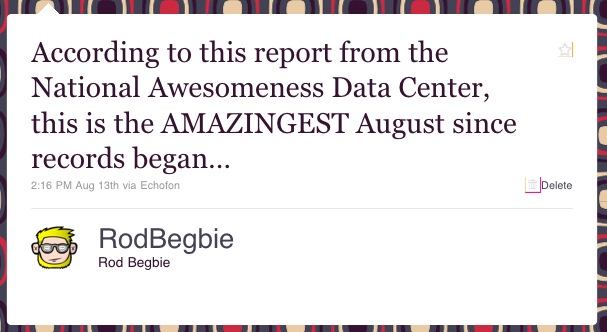 According to this report from the
National Awesomeness Data Center,
this is the AMAZINGEST August since
records began...
2:16 PM Aug 13th via Echofon
Delete
RodBegbie
Rod Begbie